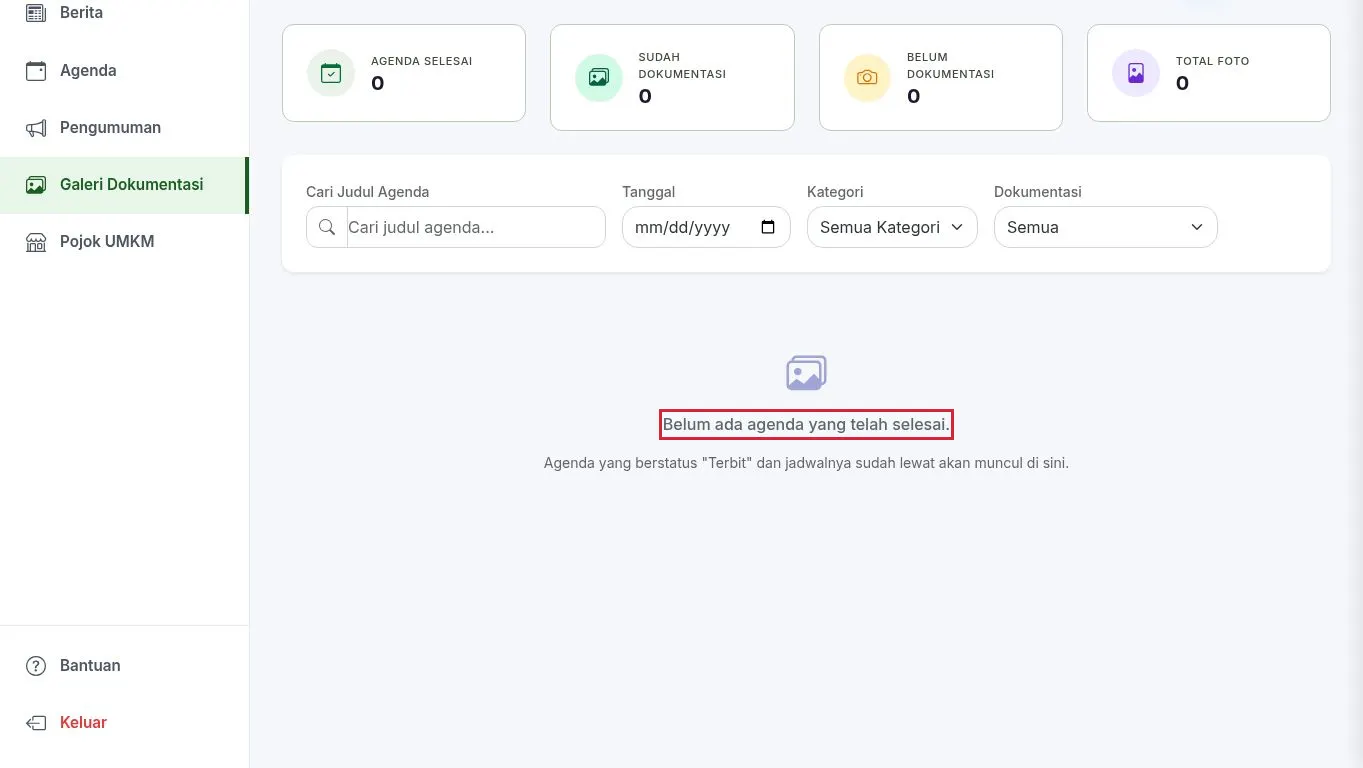 Berita
Agenda
Pengumuman
Galeri Dokumentasi
Pojok UMKM
Bantuan
Keluar
AGENDA SELESAI
0
SUDAH
DOKUMENTASI
0
BELUM
DOKUMENTASI
0
TOTAL FOTO
0
Cari Judul Agenda
Cari judul agenda...
Tanggal
mm/dd/yyyy
Kategori
Semua Kategori
Dokumentasi
Semua
Belum ada agenda yang telah selesai.
Agenda yang berstatus "Terbit" dan jadwalnya sudah lewat akan muncul di sini.